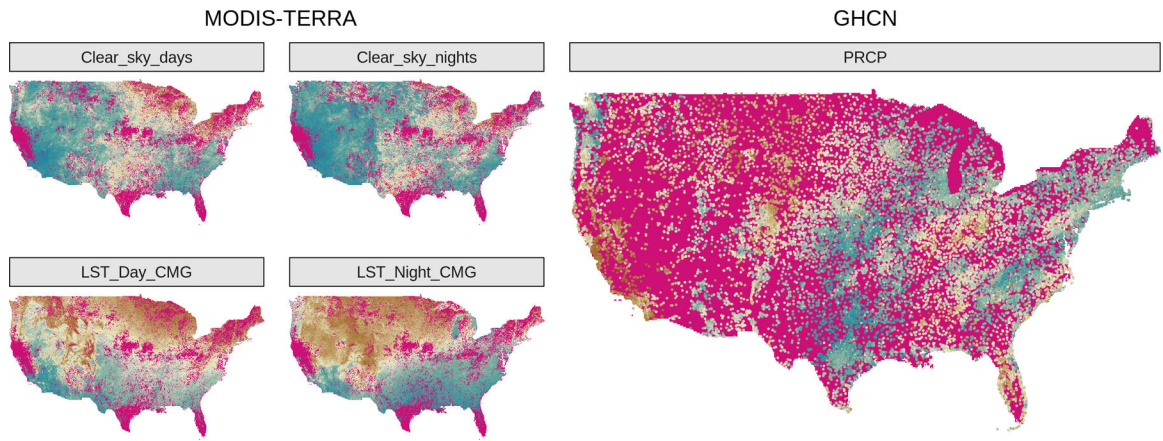 MODIS-TERRA
GHCN
Clear_sky_days
Clear_sky_nights
PRCP
LST_Day_CMG
LST_Night_CMG